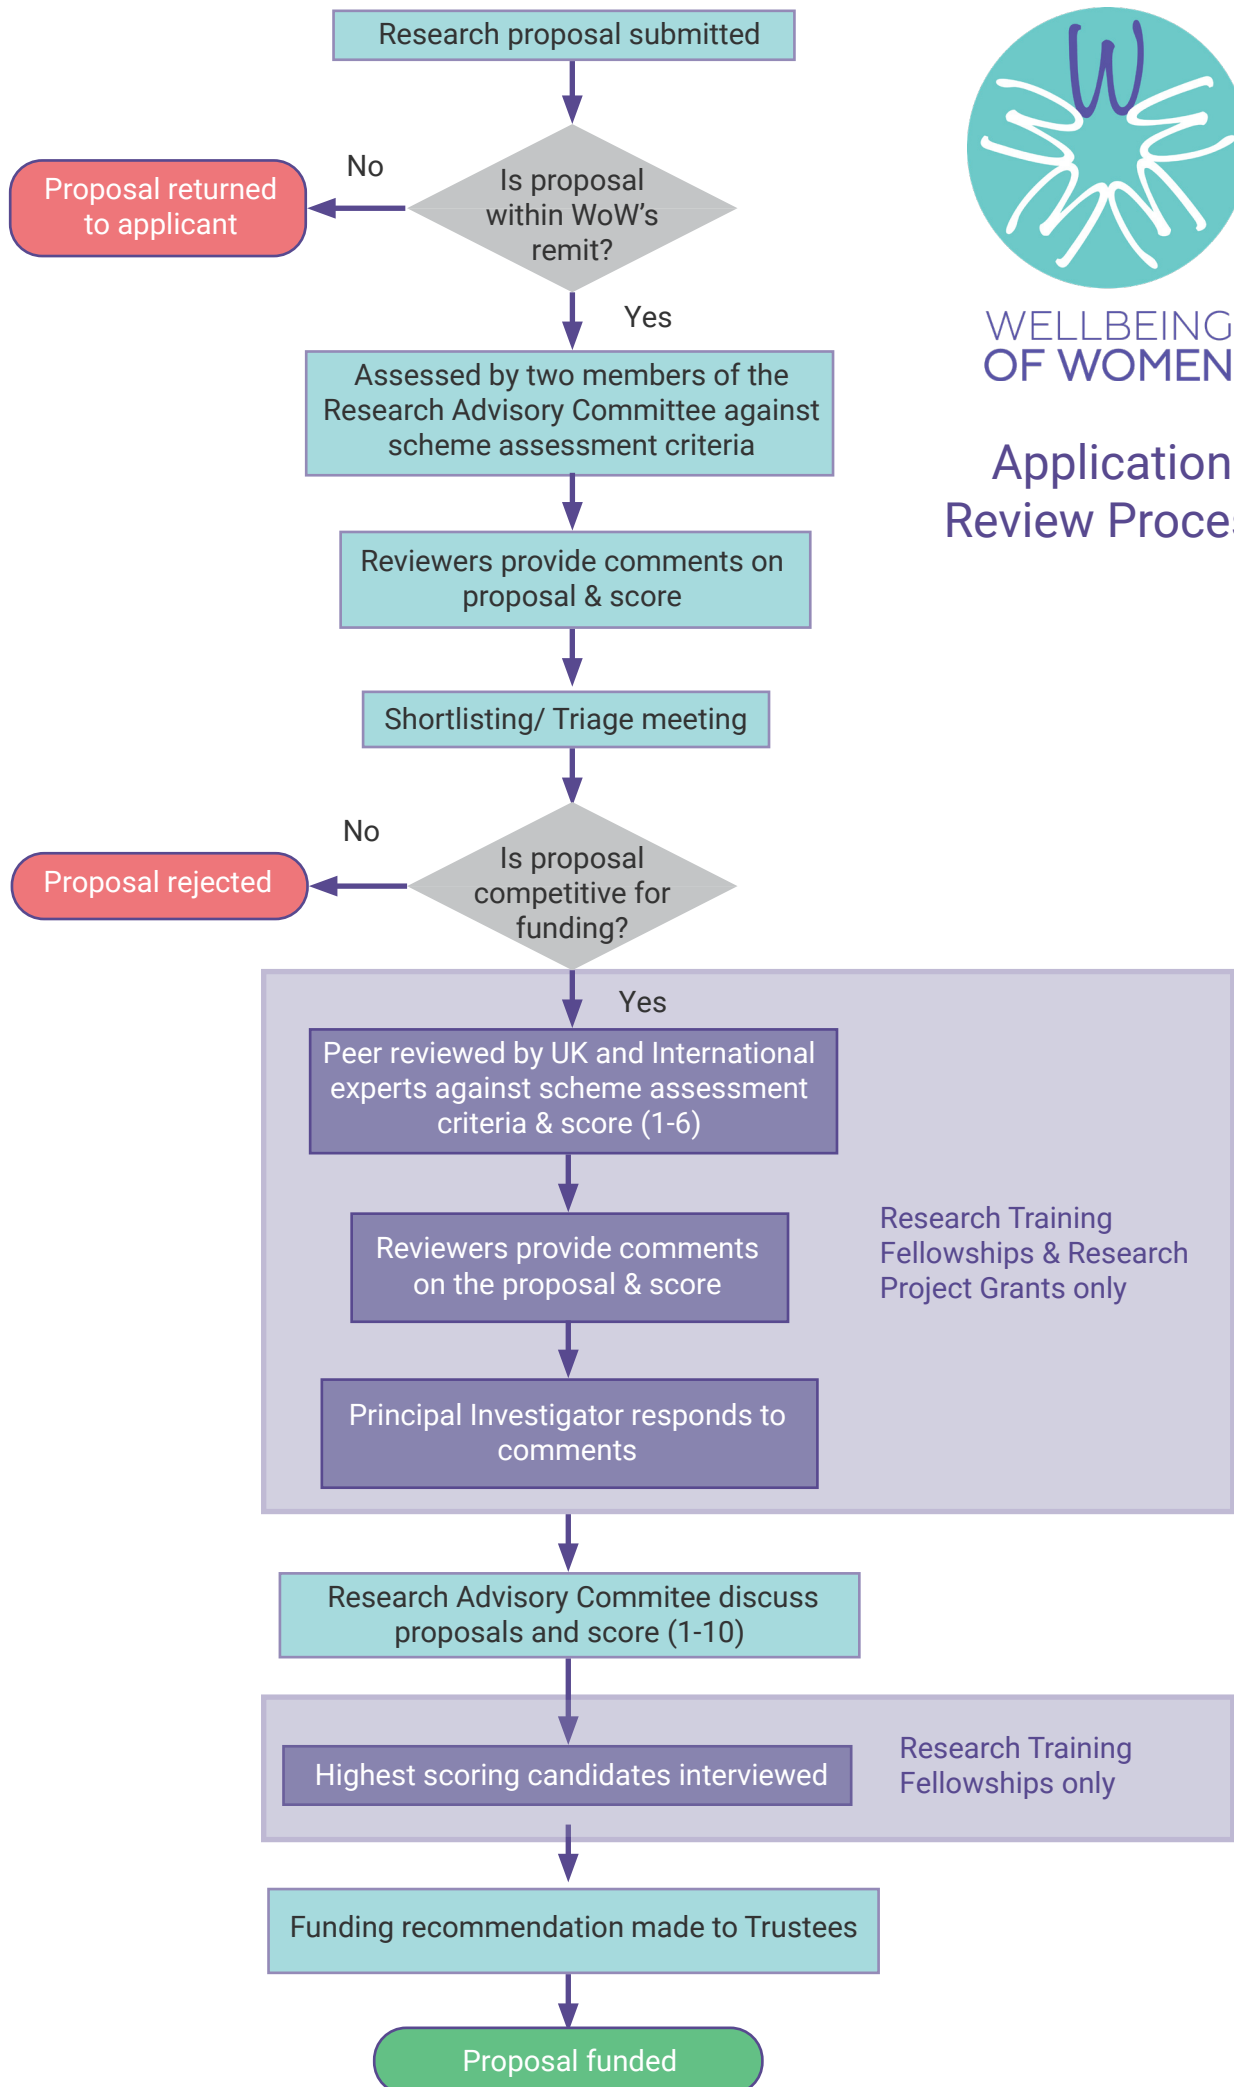 Research proposal submitted
No
Proposal returned
to applicant
Is proposal
within WoW’s
remit?
Yes
WELLBEING
OF WOMEN
Application
Review Proces
Assessed by two members of the
Research Advisory Committee against
scheme assessment criteria
Reviewers provide comments on
proposal & score
Shortlisting/ Triage meeting
No
Proposal rejected
Is proposal
competitive for
funding?
Yes
Peer reviewed by UK and International
experts against scheme assessment
criteria & score (1-6)
Reviewers provide comments
on the proposal & score
Research Training
Fellowships & Research
Project Grants only
Principal Investigator responds to
comments
Research Advisory Commitee discuss
proposals and score (1-10)
Highest scoring candidates interviewed
Research Training
Fellowships only
Funding recommendation made to Trustees
Proposal funded